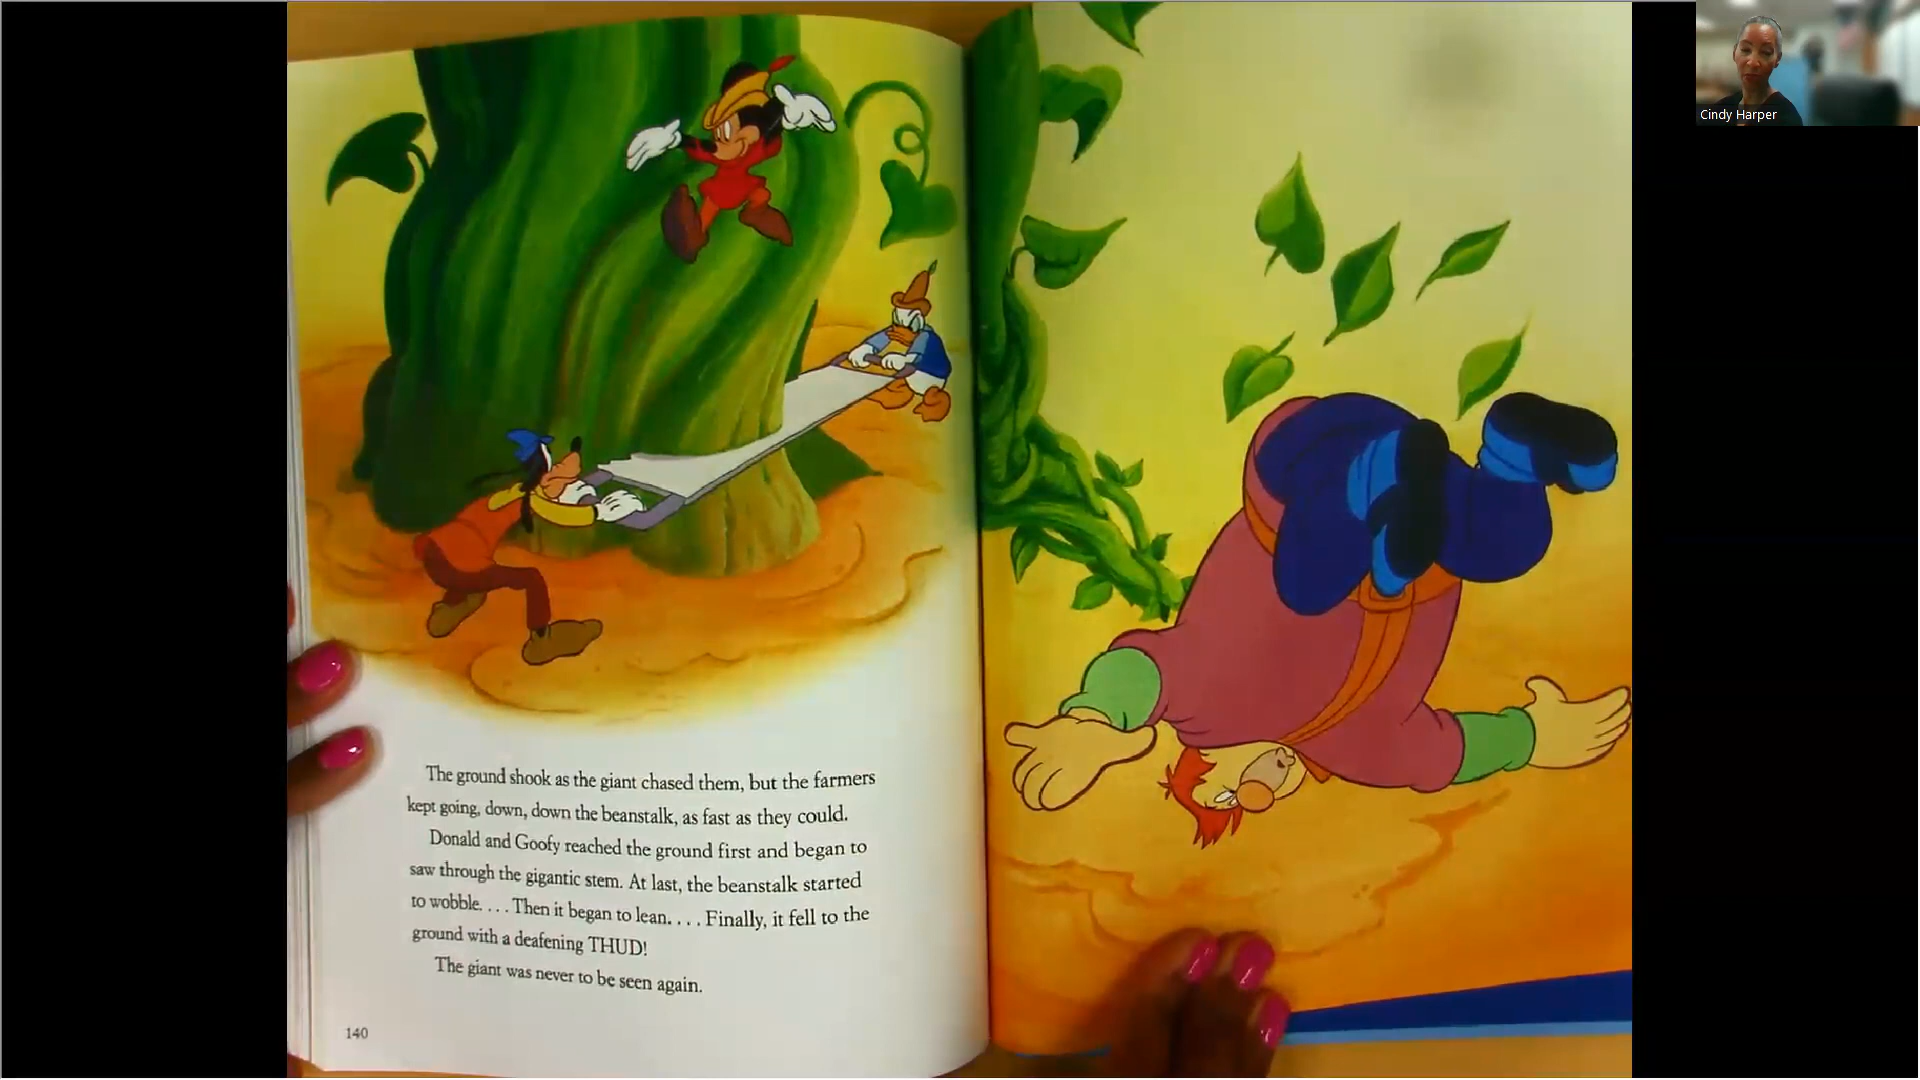 Cindy Harper
The ground shook as the giant chased them, but the farmers
kept going, down, down the beanstalk, as fast as they could.
Donald and Goofy reached the ground first and began to
saw through the gigantic stem. At last, the beanstalk started
to wobble. . . . Then it began to lean. . . . Finally, it fell to the
ground with a deafening THUD!
The giant was never to be seen again.
140